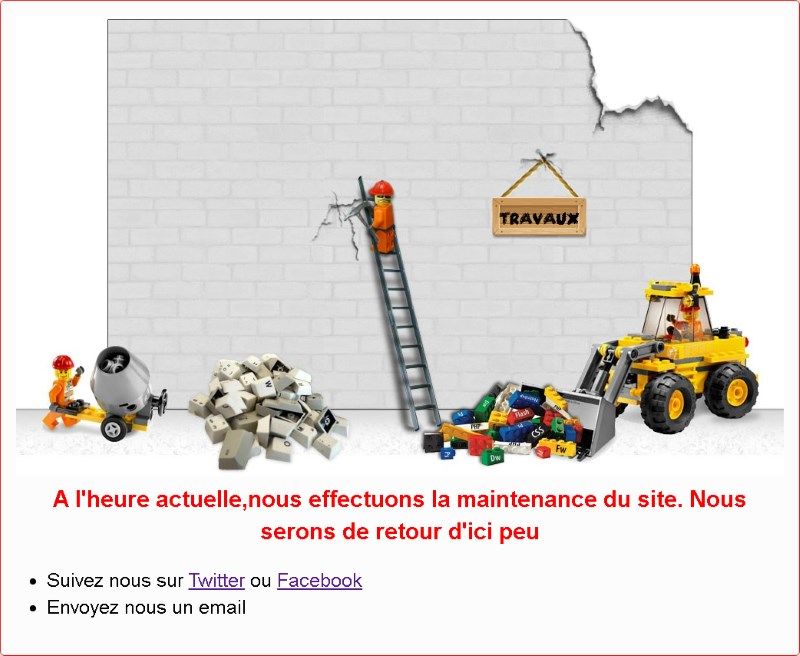 TRAVAUX
Flash
PHP
CSS
Dw
Fw
A l'heure actuelle,nous effectuons la maintenance du site. Nous
serons de retour d'ici peu
Suivez nous sur Twitter ou Facebook
Envoyez nous un email